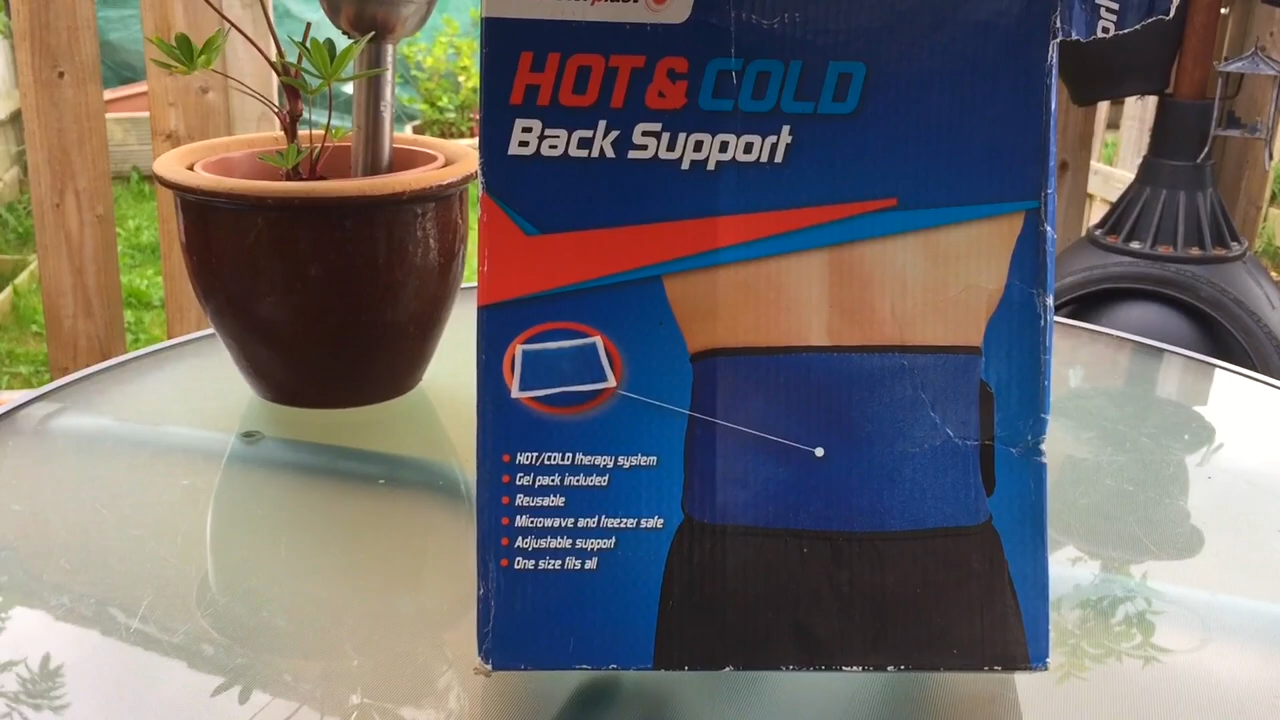 HOT & COLD
Back Support
HOT/COLD therapy system
Gel pack included
Reusable
Microwave and freezer safe
Adjustable support
One size fits all